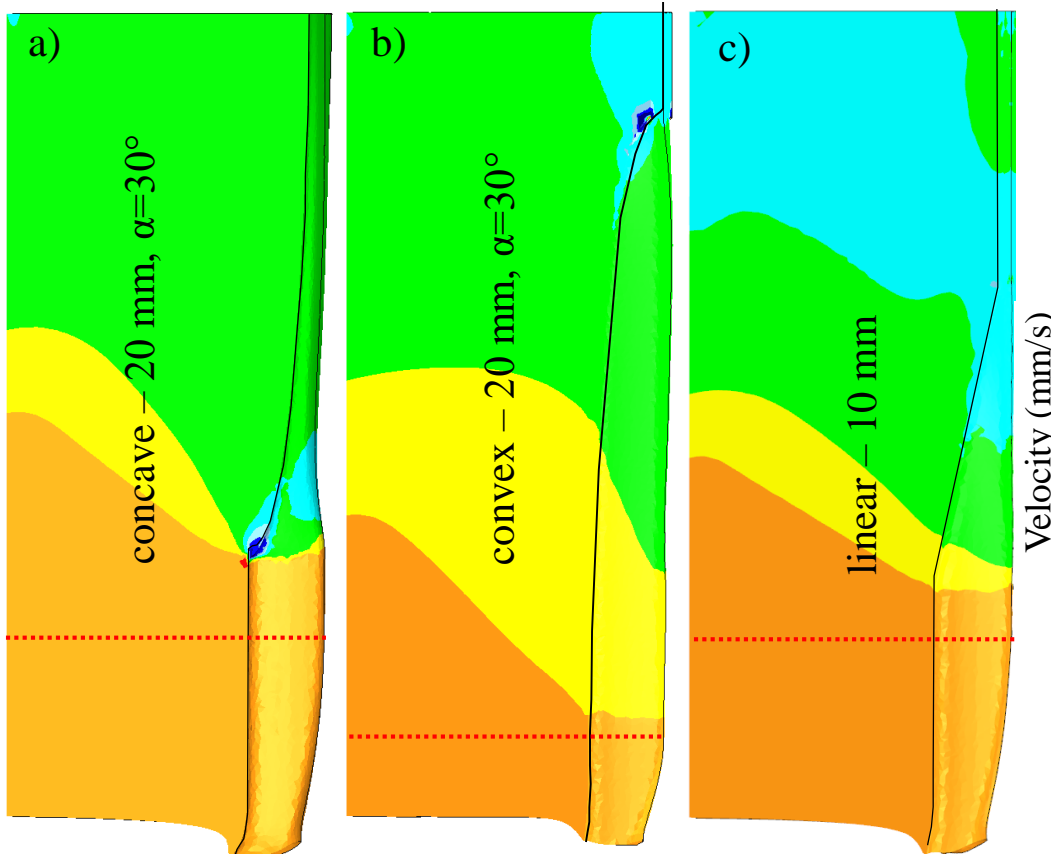 a)
concave – 20 mm, α=30°
b)
convex – 20 mm, α=30°
c)
linear – 10 mm
Velocity (mm/s)